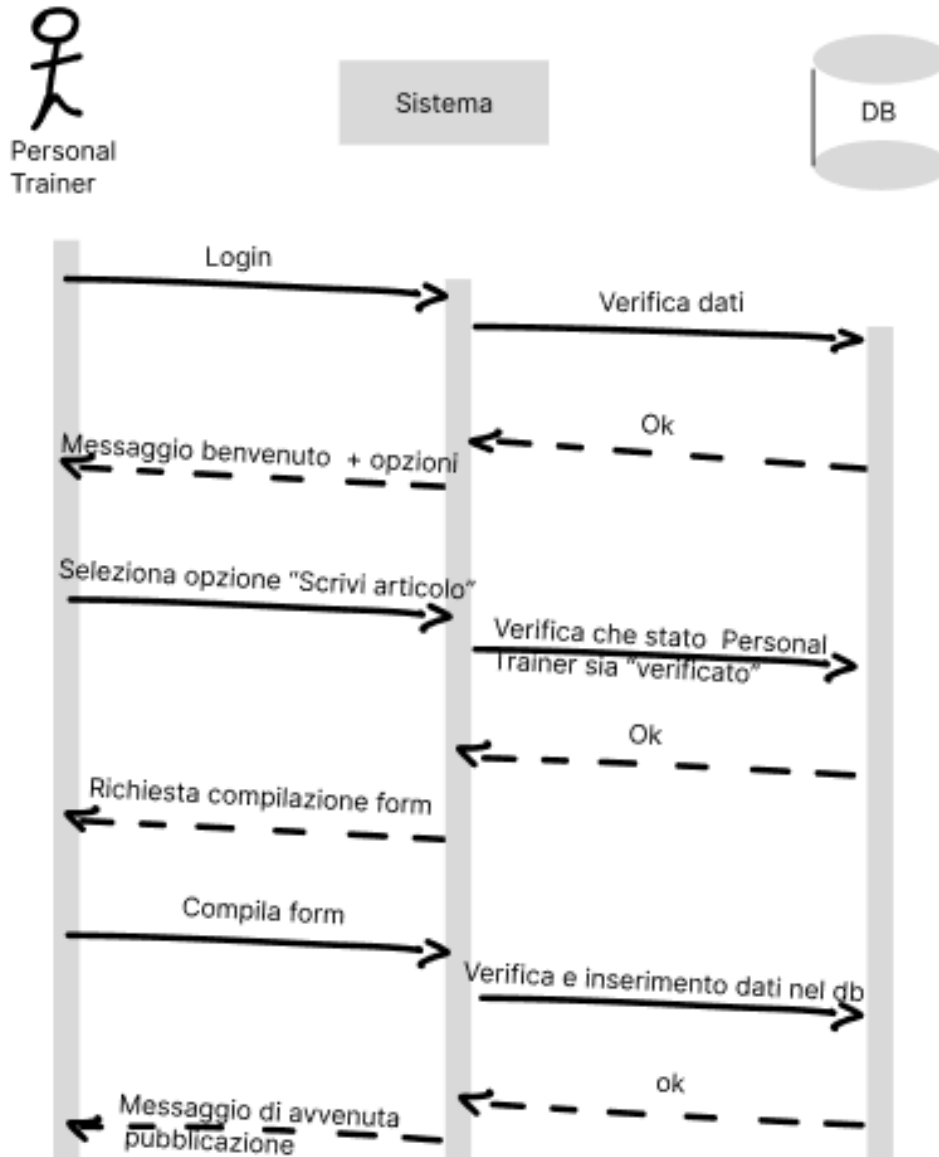 Personal
Trainer
Sistema
DB
Login
Verifica dati
Ok
Messaggio benvenuto + opzioni
Seleziona opzione “Scrivi articolo”
Verifica che stato Personal
Trainer sia “verificato”
Ok
Richiesta compilazione form
Compila form
Verifica e inserimento dati nel db
ok
Messaggio di avvenuta
pubblicazione